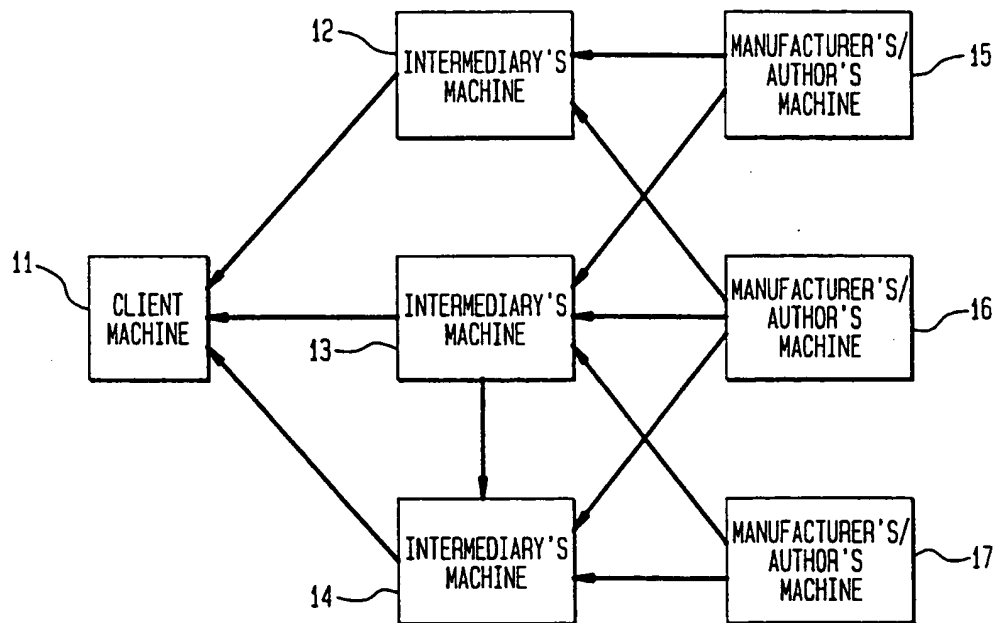 12
INTERMEDIARY'S
MACHINE
MANUFACTURER'S/
AUTHOR'S
MACHINE
15
11
CLIENT
MACHINE
INTERMEDIARY'S
MACHINE
13
MANUFACTURER'S/
AUTHOR'S
MACHINE
16
INTERMEDIARY'S
MACHINE
14
MANUFACTURER'S/
AUTHOR'S
MACHINE
17